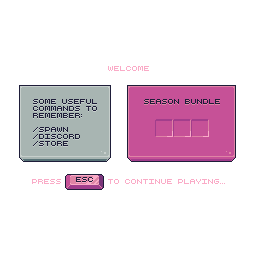 WELCOME
SOME USEFUL
COMMANDS TO
REMEMBER:
/SPAWN
/DISCORD
/STORE
SEASON BUNDLE
PRESS ESC TO CONTINUE PLAYING...